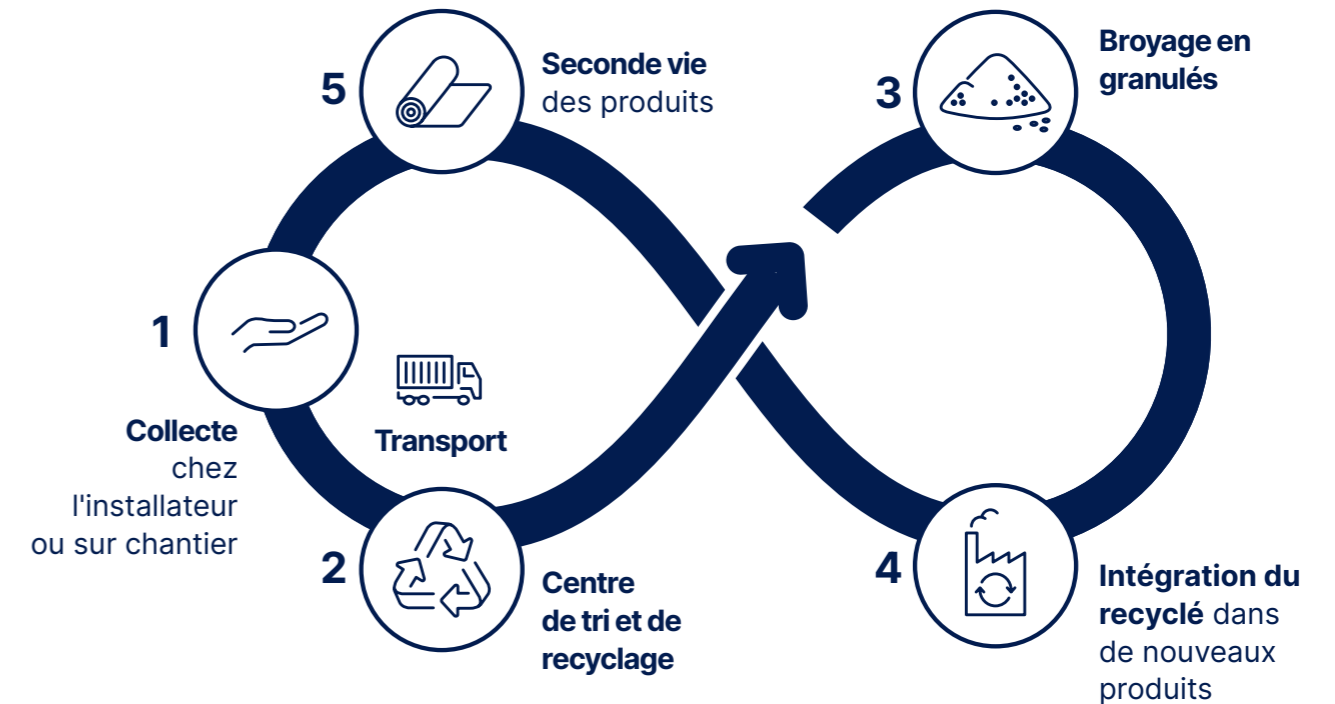 1
Collecte
chez
l'installateur
ou sur chantier
Transport
2
Centre
de tri et de
recyclage
3
Broyage en
granulés
4
Intégration du
recyclé dans
de nouveaux
produits
5
Seconde vie
des produits